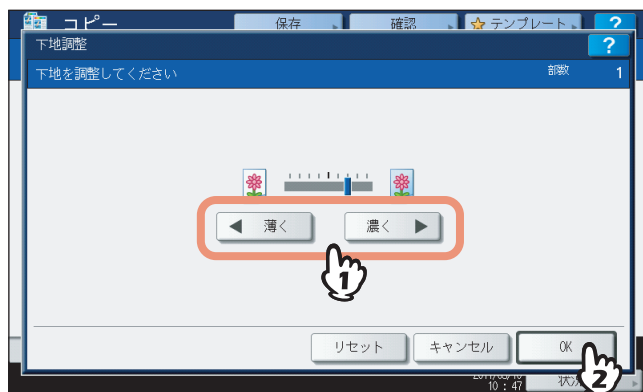 コピー 保存 確認 テンプレート ?
下地調整 ?
下地を調整してください 部数 1
薄く 濃く
1
リセット キャンセル OK
2
10:47